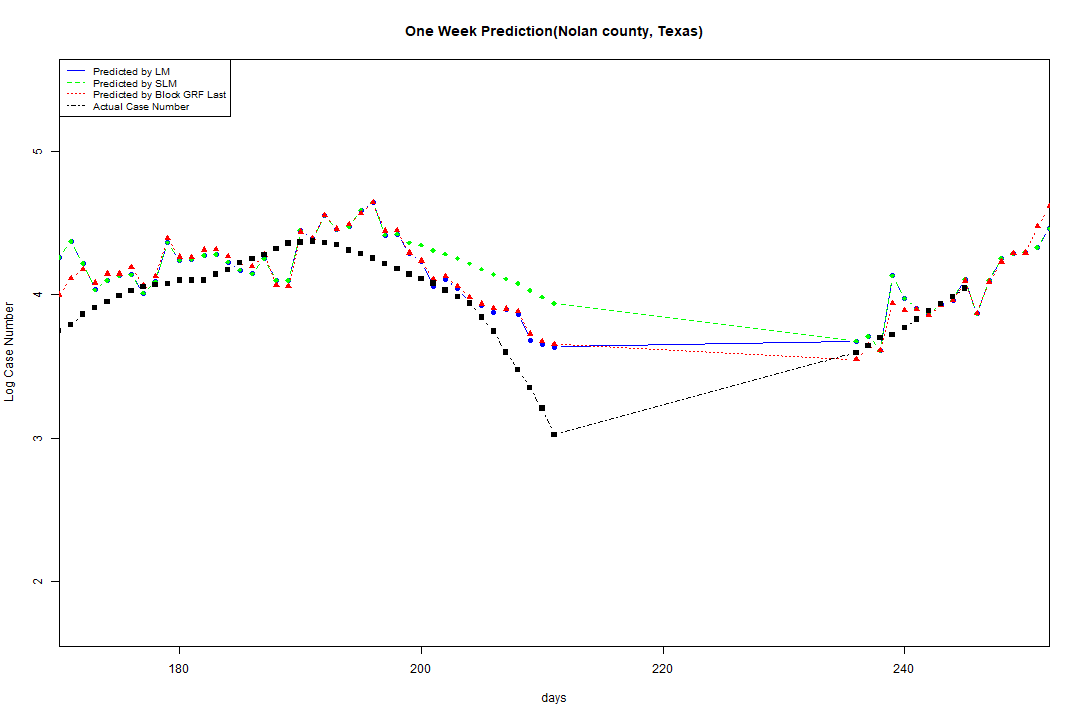 One Week Prediction(Nolan county, Texas)
Predicted by LM
Predicted by SLM
Predicted by Block GRF Last
Actual Case Number
Log Case Number
5
4
3
2
180
200
220
240
days